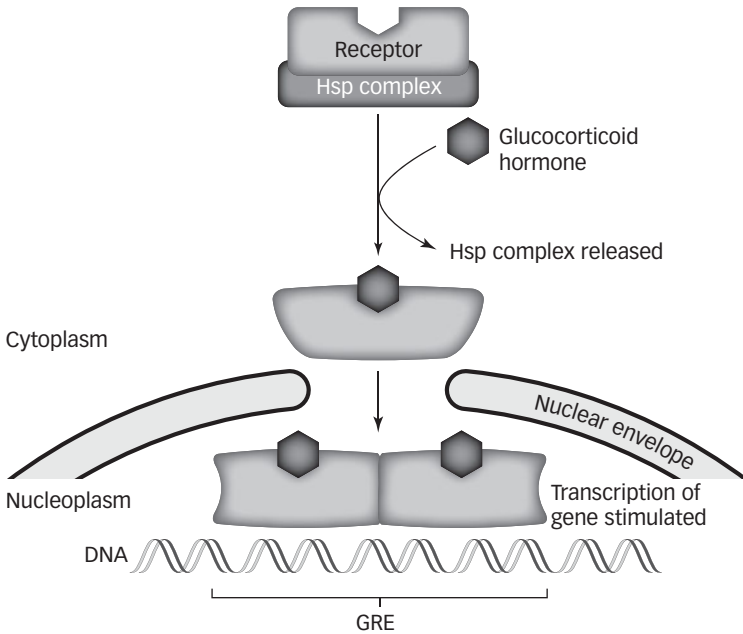 Receptor
Hsp complex
Glucocorticoid
hormone
Hsp complex released
Cytoplasm
Nuclear envelope
Nucleoplasm
Transcription of
gene stimulated
DNA
GRE